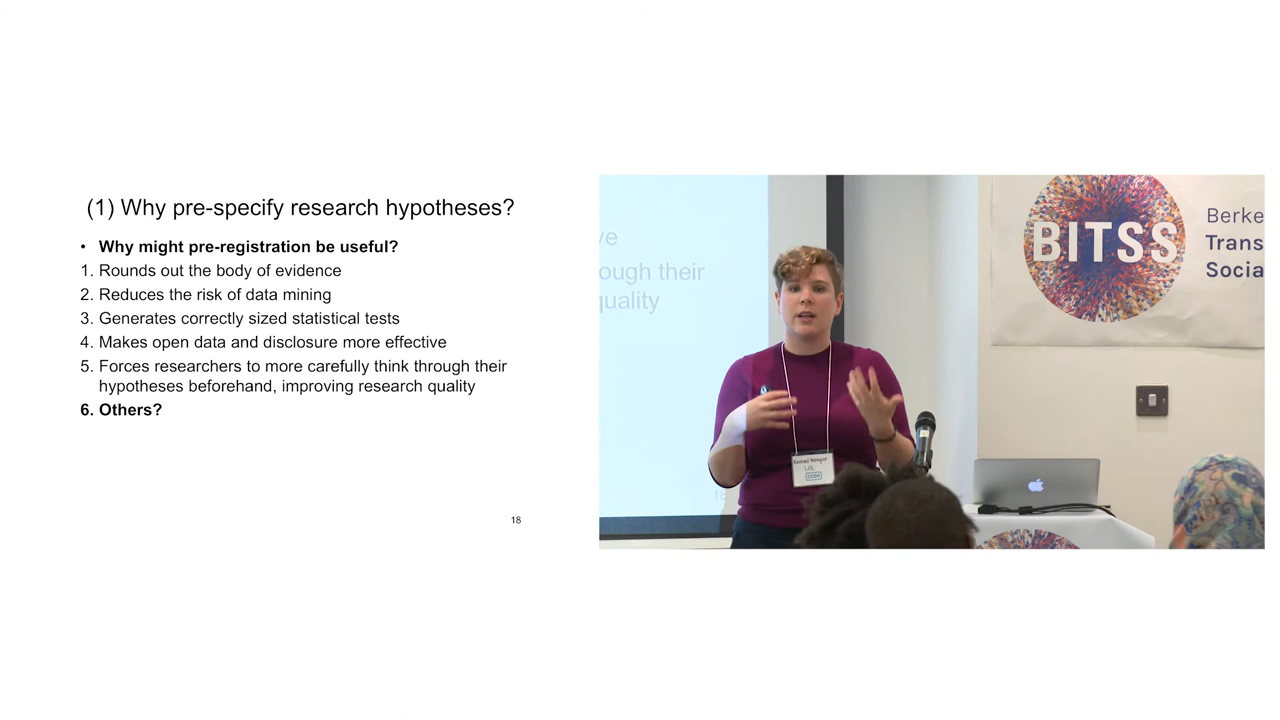 (1) Why pre-specify research hypotheses?
• Why might pre-registration be useful?
1. Rounds out the body of evidence
2. Reduces the risk of data mining
3. Generates correctly sized statistical tests
4. Makes open data and disclosure more effective
5. Forces researchers to more carefully think through their
hypotheses beforehand, improving research quality
6. Others?
18
ve
ough their
quality
18
BITSS
Berke
Trans
Socia